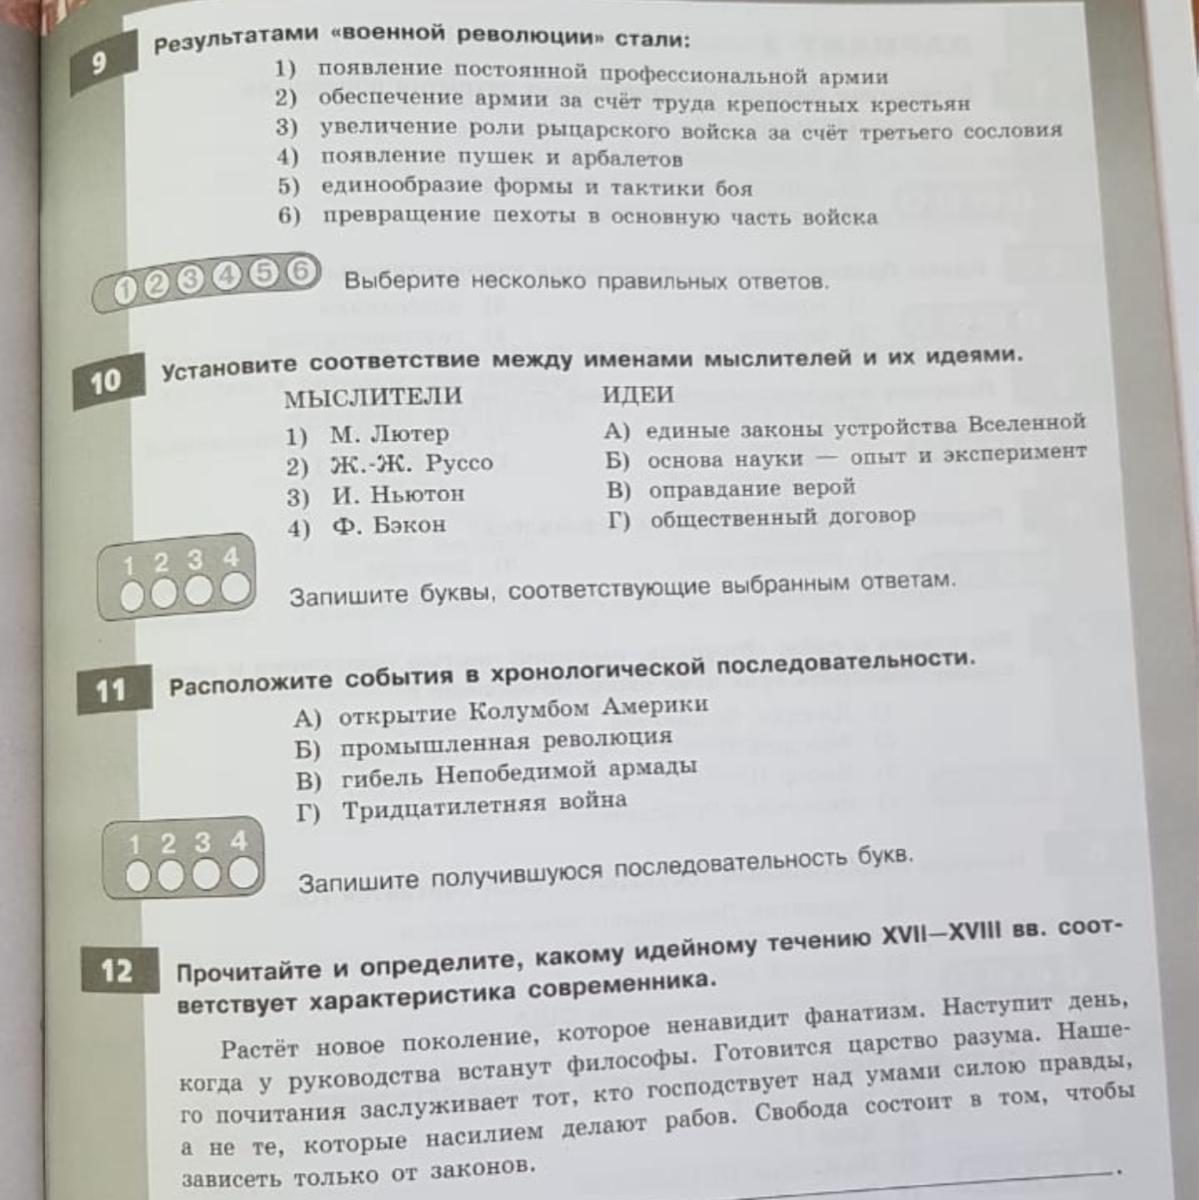 9
Результатами «военной революции» стали:
1) появление постоянной профессиональной армии
2) обеспечение армии за счёт труда крепостных крестьян
3) увеличение роли рыцарского войска за счёт третьего сословия
4) появление пушек и арбалетов
5) единообразие формы и тактики боя
6) превращение пехоты в основную часть войска
1 2 3 4 5 6
Выберите несколько правильных ответов.
10
Установите соответствие между именами мыслителей и их идеями.
МЫСЛИТЕЛИ ИДЕИ
1) М. Лютер А) единые законы устройства Вселенной
2) Ж.-Ж. Руссо Б) основа науки — опыт и эксперимент
3) И. Ньютон В) оправдание верой
4) Ф. Бэкон Г) общественный договор
1 2 3 4
Запишите буквы, соответствующие выбранным ответам.
11
Расположите события в хронологической последовательности.
А) открытие Колумбом Америки
Б) промышленная революция
В) гибель Непобедимой армады
Г) Тридцатилетняя война
1 2 3 4
Запишите получившуюся последовательность букв.
12
Прочитайте и определите, какому идейному течению XVII—XVIII вв. соот-
ветствует характеристика современника.
Растёт новое поколение, которое ненавидит фанатизм. Наступит день,
когда у руководства встанут философы. Готовится царство разума. Наше-
го почитания заслуживает тот, кто господствует над умами силою правды,
а не те, которые насилием делают рабов. Свобода состоит в том, чтобы
зависеть только от законов.